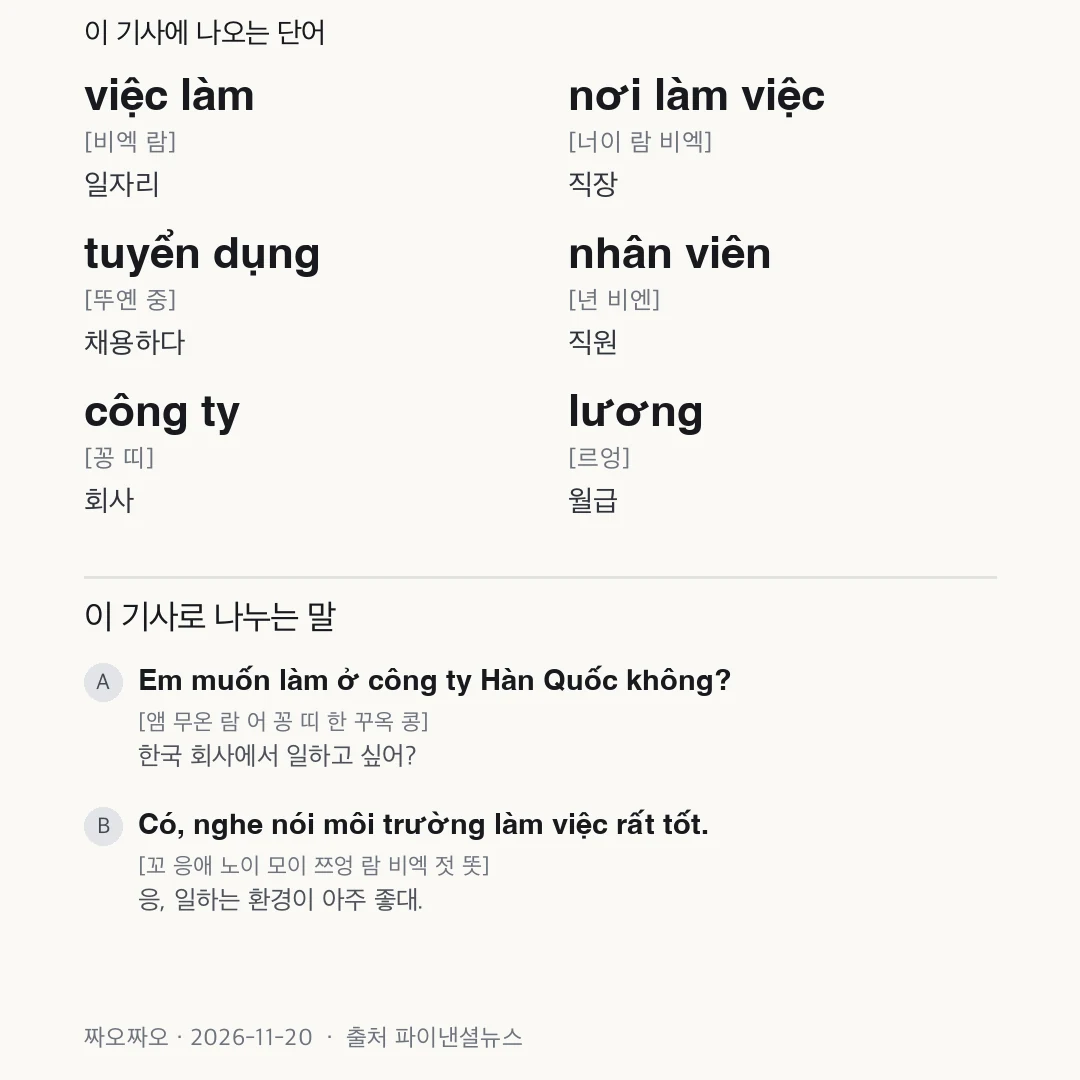 이 기사에 나오는 단어
việc làm
[비엑 람]
일자리
nơi làm việc
[너이 람 비엑]
직장
tuyển dụng
[뚜옌 중]
채용하다
nhân viên
[년 비엔]
직원
công ty
[꽁 띠]
회사
lương
[르엉]
월급
이 기사로 나누는 말
A
Em muốn làm ở công ty Hàn Quốc không?
[앰 무온 람 어 꽁 띠 한 꾸옥 콩]
한국 회사에서 일하고 싶어?
B
Có, nghe nói môi trường làm việc rất tốt.
[꼬 응애 노이 모이 쯔엉 람 비엑 젓 똣]
응, 일하는 환경이 아주 좋대.
짜오짜오 · 2026-11-20 · 출처 파이낸셜뉴스